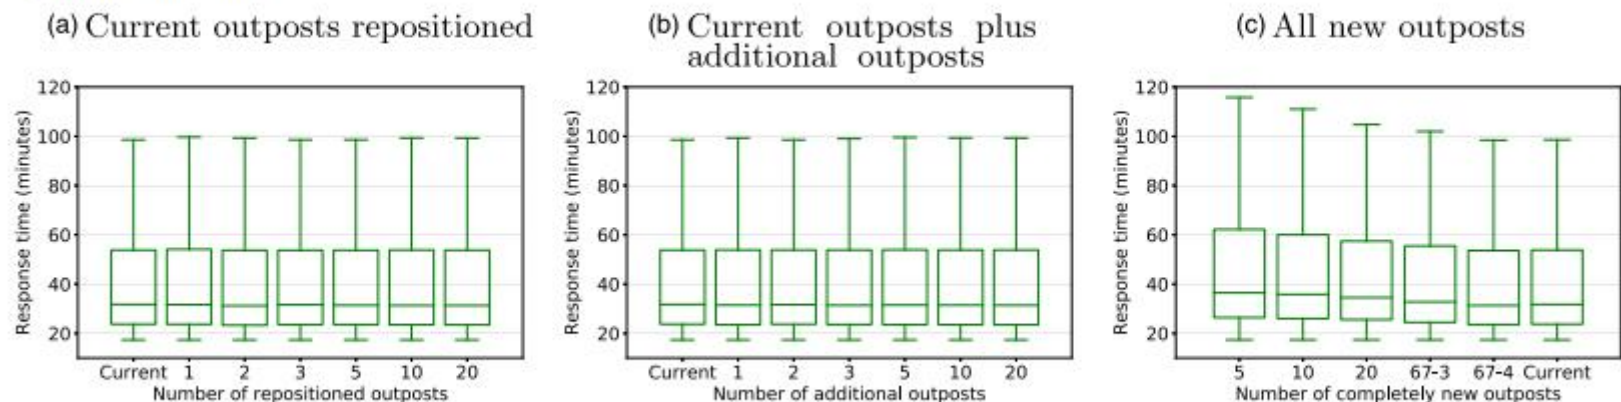 (a) Current outposts repositioned
120
100
80
60
40
20
Response time (minutes)
Current 1 2 3 5 10 20
Number of repositioned outposts
(b) Current outposts plus
additional outposts
120
100
80
60
40
20
Response time (minutes)
Current 1 2 3 5 10 20
Number of additional outposts
(c) All new outposts
120
100
80
60
40
20
Response time (minutes)
5 10 20 67-3 67-4 Current
Number of completely new outposts